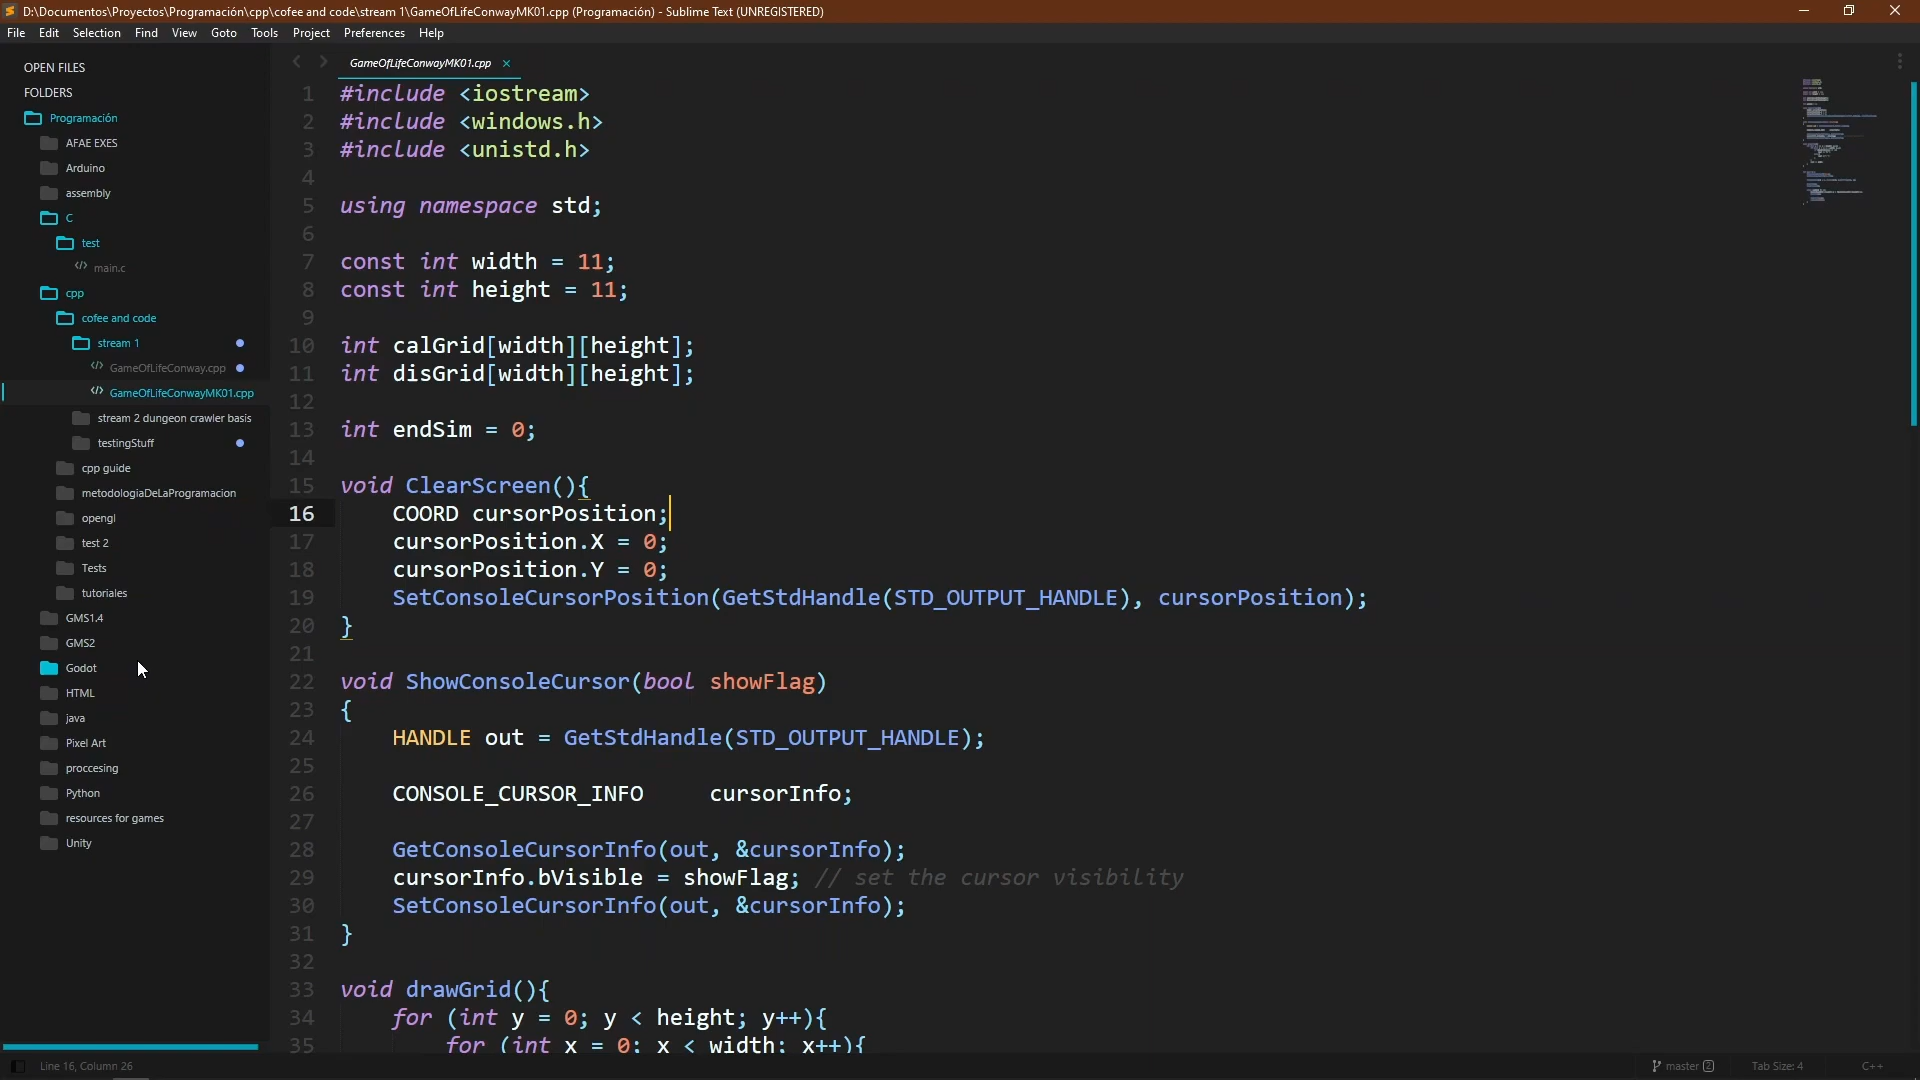 D:\Documentos\Proyectos\Programación\cpp\cofee and code\stream 1\GameOfLifeConwayMK01.cpp (Programación) - Sublime Text (UNREGISTERED)
File Edit Selection Find View Goto Tools Project Preferences Help
OPEN FILES
FOLDERS
Programación
AFAE EXES
Arduino
assembly
C
test
main.c
cpp
cofee and code
stream 1
GameOfLifeConway.cpp
GameOfLifeConwayMK01.cpp
stream 2 dungeon crawler basis
testingStuff
cpp guide
metodologiaDeLaProgramacion
opengl
test 2
Tests
tutoriales
GMS1.4
GMS2
Godot
HTML
java
Pixel Art
proccesing
Python
resources for games
Unity
GameOfLifeConwayMK01.cpp
1 #include <iostream>
2 #include <windows.h>
3 #include <unistd.h>
4
5 using namespace std;
6
7 const int width = 11;
8 const int height = 11;
9
10 int calGrid[width][height];
11 int disGrid[width][height];
12
13 int endSim = 0;
14
15 void ClearScreen(){
16 COORD cursorPosition;
17 cursorPosition.X = 0;
18 cursorPosition.Y = 0;
19 SetConsoleCursorPosition(GetStdHandle(STD_OUTPUT_HANDLE), cursorPosition);
20 }
21
22 void ShowConsoleCursor(bool showFlag)
23 {
24 HANDLE out = GetStdHandle(STD_OUTPUT_HANDLE);
25
26 CONSOLE_CURSOR_INFO cursorInfo;
27
28 GetConsoleCursorInfo(out, &cursorInfo);
29 cursorInfo.bVisible = showFlag; // set the cursor visibility
30 SetConsoleCursorInfo(out, &cursorInfo);
31 }
32
33 void drawGrid(){
34 for (int y = 0; y < height; y++){
35 for (int x = 0; x < width; x++){
Line 16, Column 26
master 2
Tab Size: 4
C++